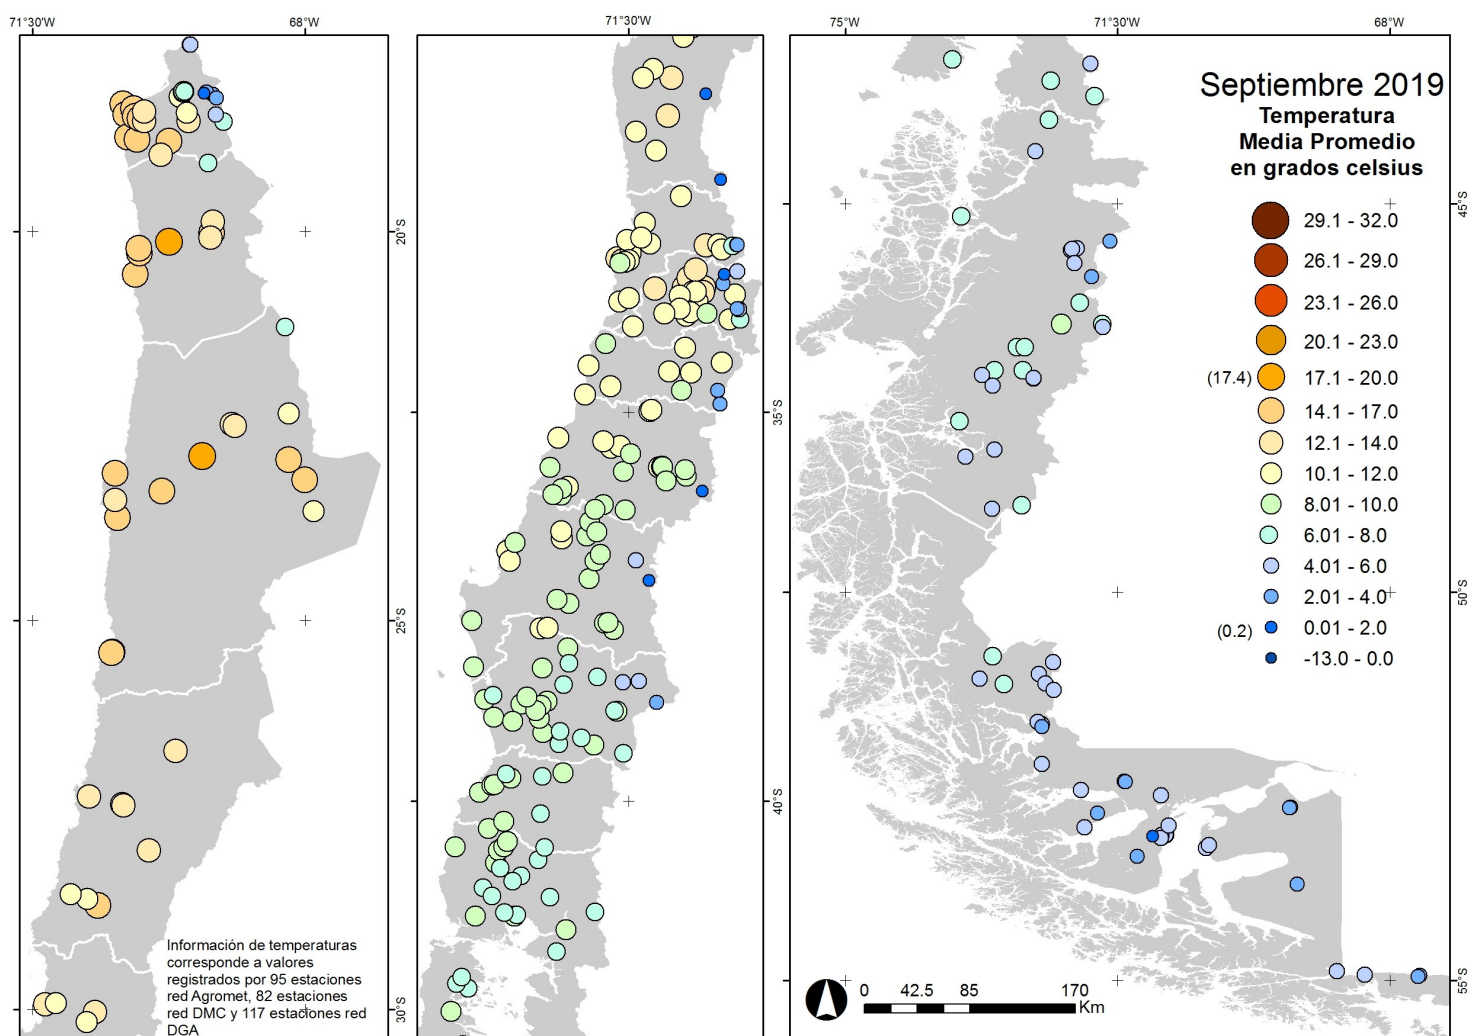 71°30'W
68°W
71°30'W
75°W
71°30'W
68°W
Septiembre 2019
Temperatura
Media Promedio
en grados celsius
29.1 - 32.0
26.1 - 29.0
23.1 - 26.0
20.1 - 23.0
(17.4) 17.1 - 20.0
14.1 - 17.0
12.1 - 14.0
10.1 - 12.0
8.01 - 10.0
6.01 - 8.0
4.01 - 6.0
2.01 - 4.0
(0.2) 0.01 - 2.0
-13.0 - 0.0
20°S
25°S
30°S
35°S
40°S
45°S
50°S
55°S
Información de temperaturas
corresponde a valores
registrados por 95 estaciones
red Agromet, 82 estaciones
red DMC y 117 estaciones red
DGA
0 42.5 85 170
Km